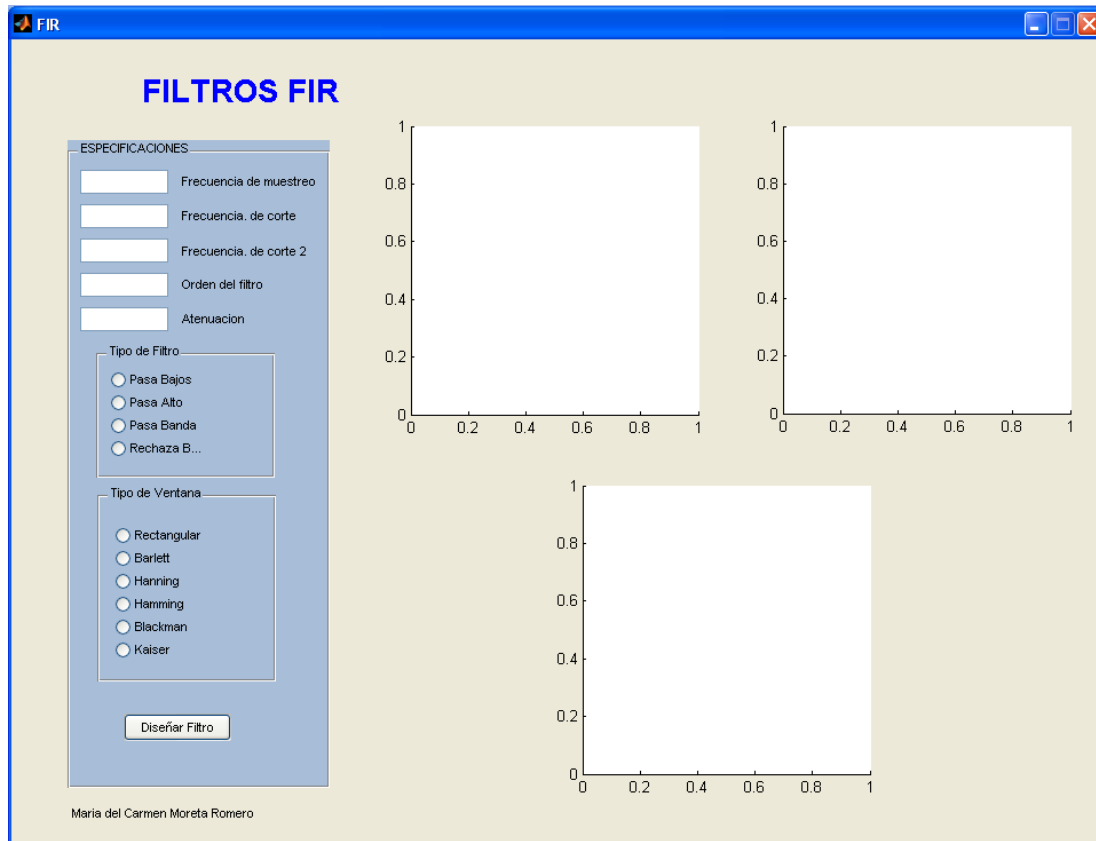 FIR
FILTROS FIR
ESPECIFICACIONES
Frecuencia de muestreo
Frecuencia. de corte
Frecuencia. de corte 2
Orden del filtro
Atenuacion
Tipo de Filtro
Pasa Bajos
Pasa Alto
Pasa Banda
Rechaza B...
Tipo de Ventana
Rectangular
Barlett
Hanning
Hamming
Blackman
Kaiser
Diseñar Filtro
Maria del Carmen Moreta Romero
1
0.8
0.6
0.4
0.2
0
0 0.2 0.4 0.6 0.8 1
1
0.8
0.6
0.4
0.2
0
0 0.2 0.4 0.6 0.8 1
1
0.8
0.6
0.4
0.2
0
0 0.2 0.4 0.6 0.8 1